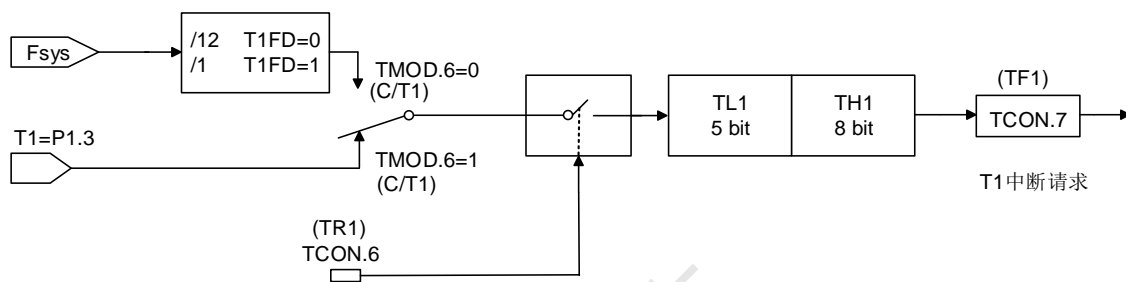 Fsys
/12 T1FD=0
/1 T1FD=1
TMOD.6=0
(C/T1)
T1=P1.3
TMOD.6=1
(C/T1)
(TR1)
TCON.6
TL1
5 bit
TH1
8 bit
(TF1)
TCON.7
T1中断请求